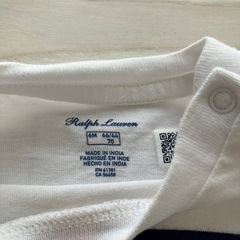 Ralph Lauren
6M 66/44
70
MADE IN INDIA
FABRIQUÉ EN INDE
HECHO EN INDIA
RN 41381
CA 56658